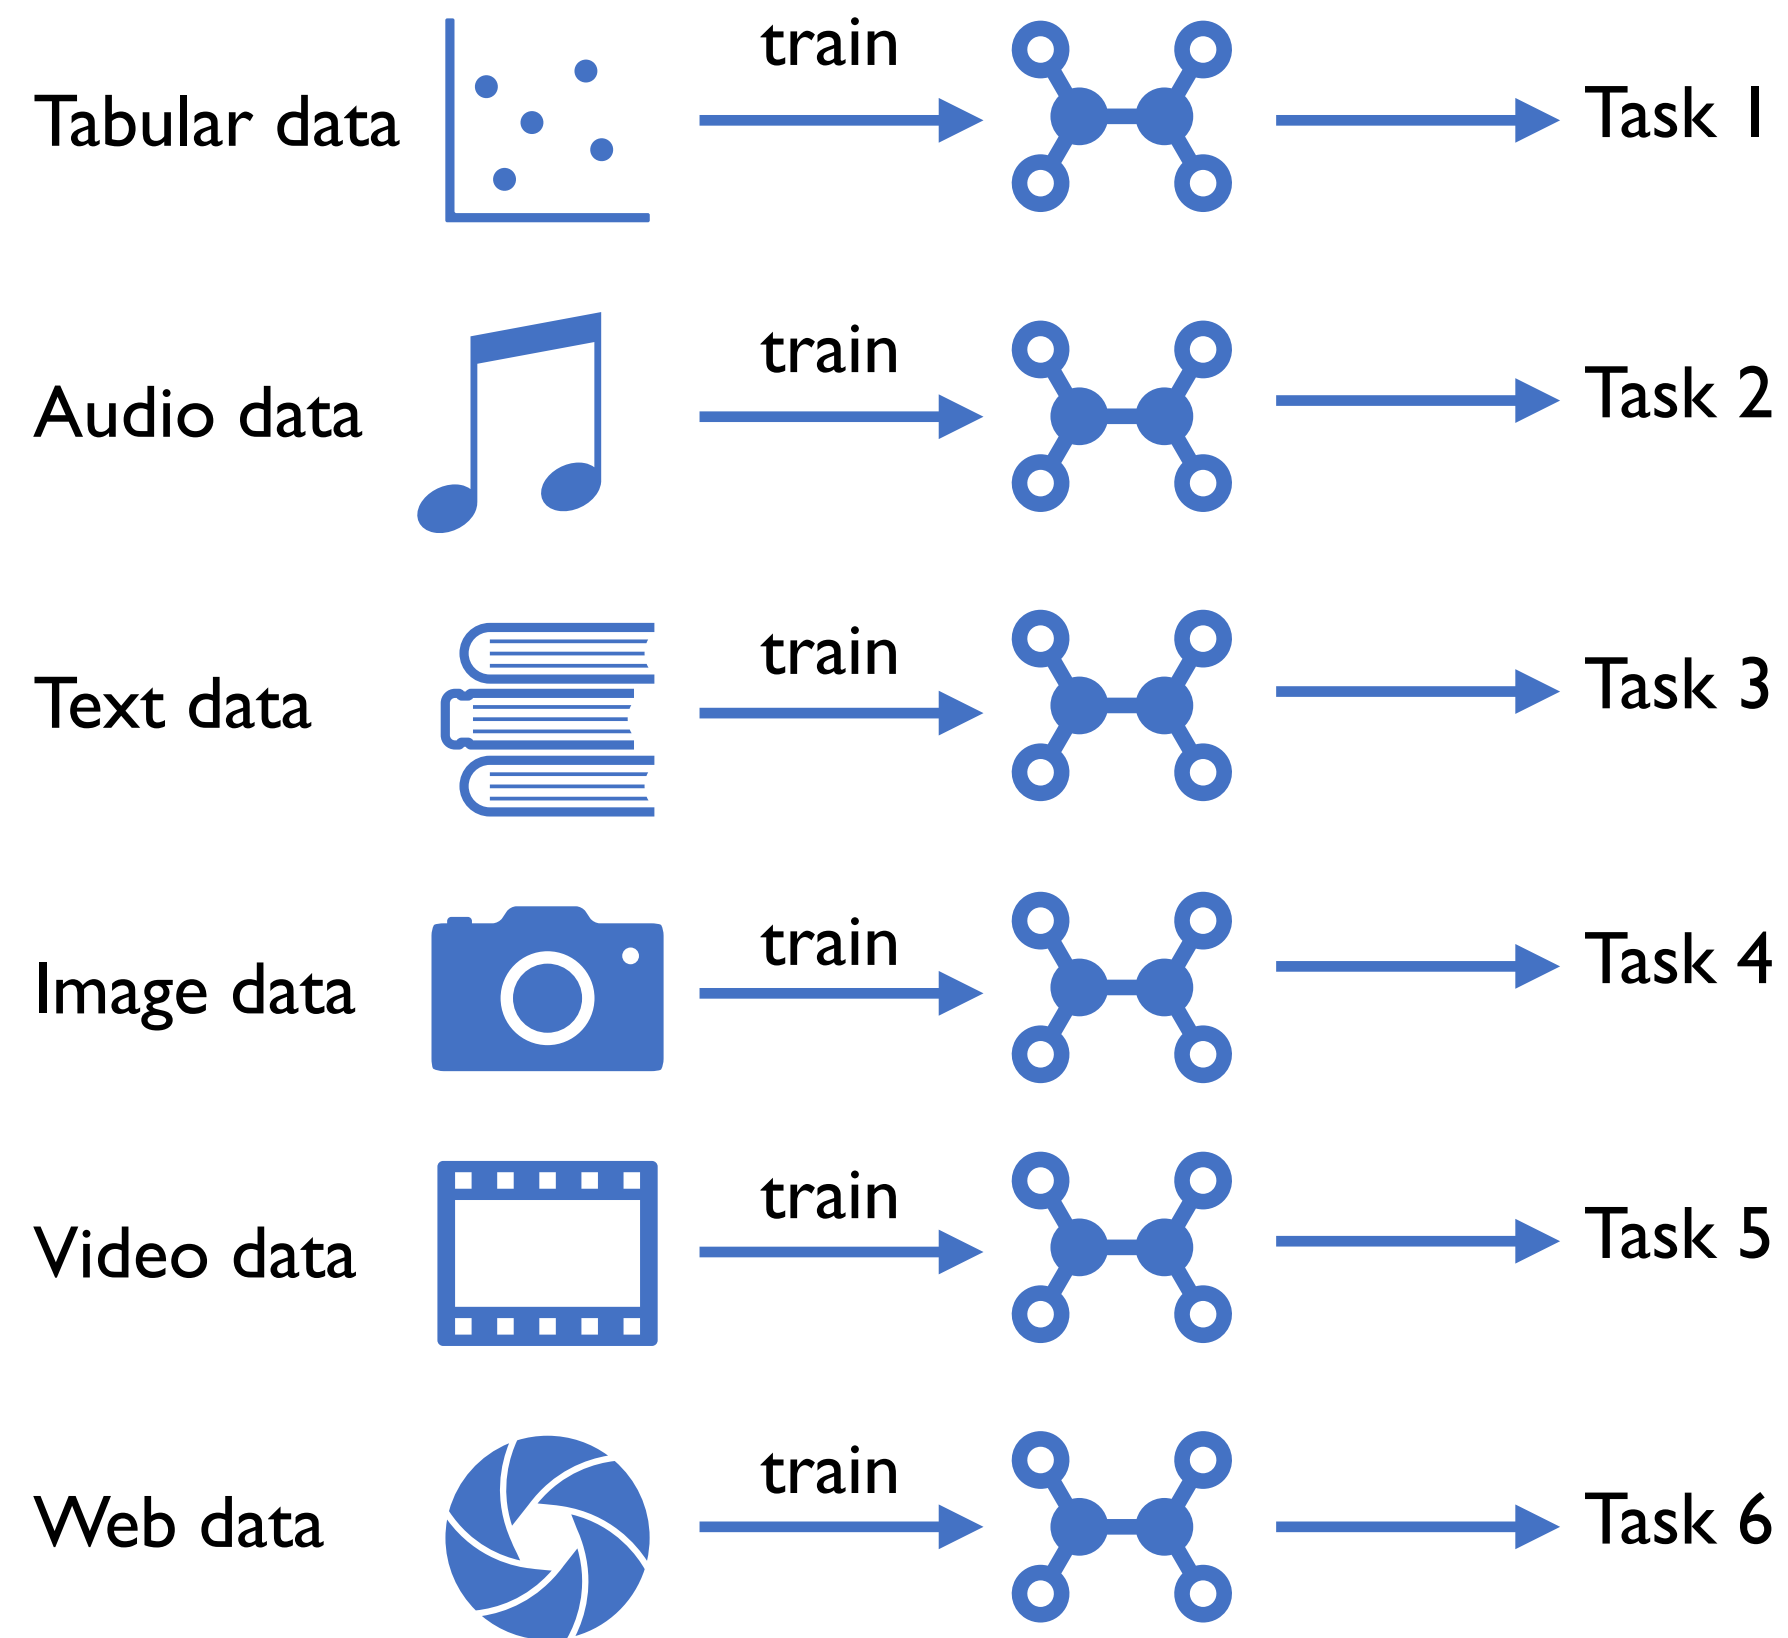 Tabular data
train
Task 1
Audio data
train
Task 2
Text data
train
Task 3
Image data
train
Task 4
Video data
train
Task 5
Web data
train
Task 6